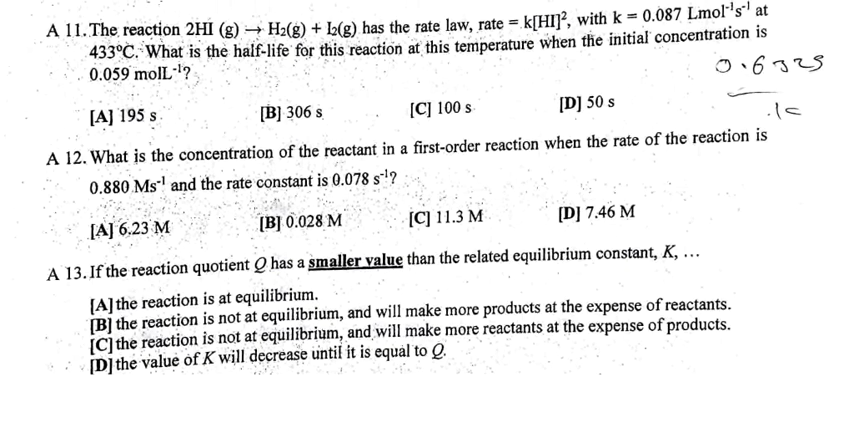 A 11. The reaction 2HI (g) → H₂(g) + I₂(g) has the rate law, rate = k[HI]², with k = 0.087 Lmol⁻¹s⁻¹ at
433°C. What is the half-life for this reaction at this temperature when the initial concentration is
0.059 molL⁻¹?
[A] 195 s [B] 306 s [C] 100 s [D] 50 s
A 12. What is the concentration of the reactant in a first-order reaction when the rate of the reaction is
0.880 Ms⁻¹ and the rate constant is 0.078 s⁻¹?
[A] 6.23 M [B] 0.028 M [C] 11.3 M [D] 7.46 M
A 13. If the reaction quotient Q has a smaller value than the related equilibrium constant, K, ...
[A] the reaction is at equilibrium.
[B] the reaction is not at equilibrium, and will make more products at the expense of reactants.
[C] the reaction is not at equilibrium, and will make more reactants at the expense of products.
[D] the value of K will decrease until it is equal to Q.